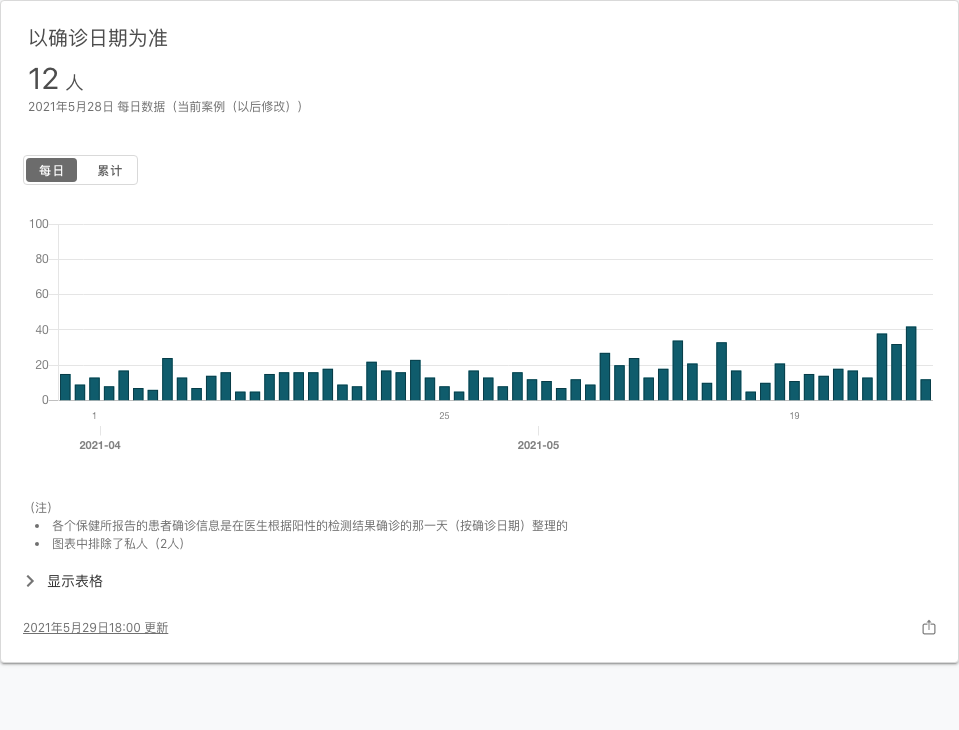 以确诊日期为准
12 人
2021年5月28日 每日数据（当前案例（以后修改））
每日 累计
100
80
60
40
20
0
1 25 19
2021-04 2021-05
（注）
• 各个保健所报告的患者确诊信息是在医生根据阳性的检测结果确诊的那一天（按确诊日期）整理的
• 图表中排除了私人（2人）
显示表格
2021年5月29日18:00 更新